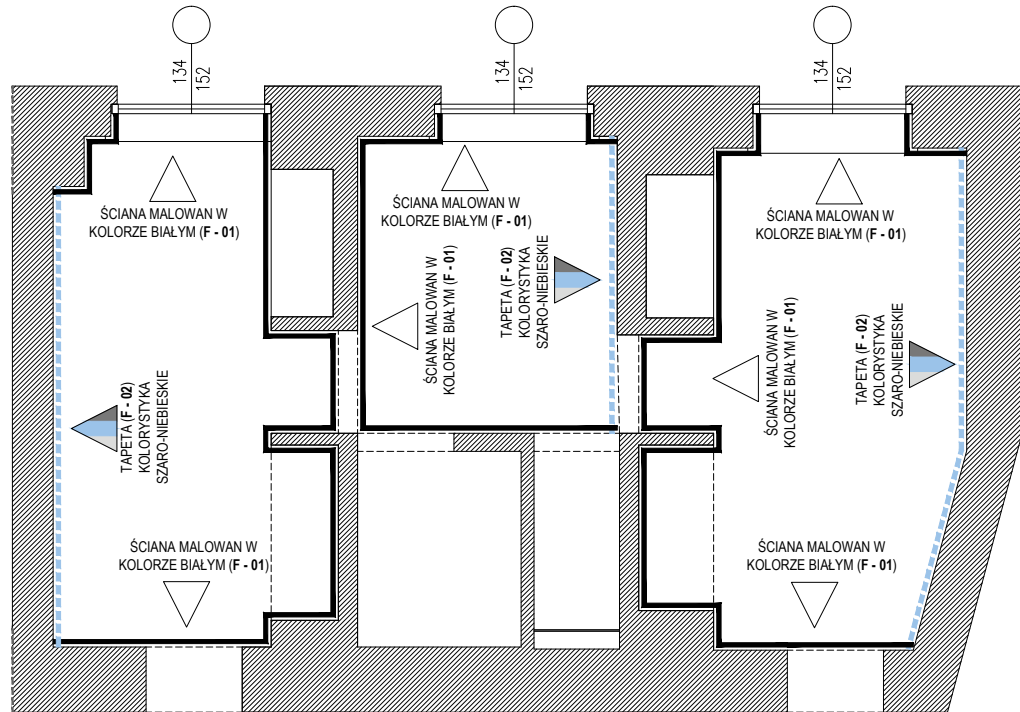 134
152
134
152
134
152
ŚCIANA MALOWAN W
KOLORZE BIAŁYM (F - 01)
ŚCIANA MALOWAN W
KOLORZE BIAŁYM (F - 01)
ŚCIANA MALOWAN W
KOLORZE BIAŁYM (F - 01)
ŚCIANA MALOWAN W
KOLORZE BIAŁYM (F - 01)
TAPETA (F - 02)
KOLORYSTYKA
SZARO-NIEBIESKIE
ŚCIANA MALOWAN W
KOLORZE BIAŁYM (F - 01)
TAPETA (F - 02)
KOLORYSTYKA
SZARO-NIEBIESKIE
TAPETA (F - 02)
KOLORYSTYKA
SZARO-NIEBIESKIE
ŚCIANA MALOWAN W
KOLORZE BIAŁYM (F - 01)
ŚCIANA MALOWAN W
KOLORZE BIAŁYM (F - 01)